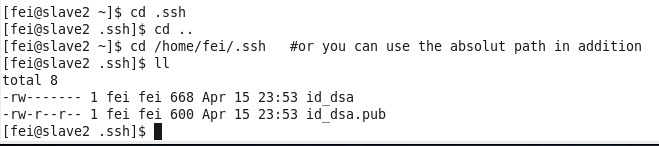 [fei@slave2 ~]$ cd .ssh
[fei@slave2 .ssh]$ cd ..
[fei@slave2 ~]$ cd /home/fei/.ssh   #or you can use the absolut path in addition
[fei@slave2 .ssh]$ ll
total 8
-rw------- 1 fei fei 668 Apr 15 23:53 id_dsa
-rw-r--r-- 1 fei fei 600 Apr 15 23:53 id_dsa.pub
[fei@slave2 .ssh]$